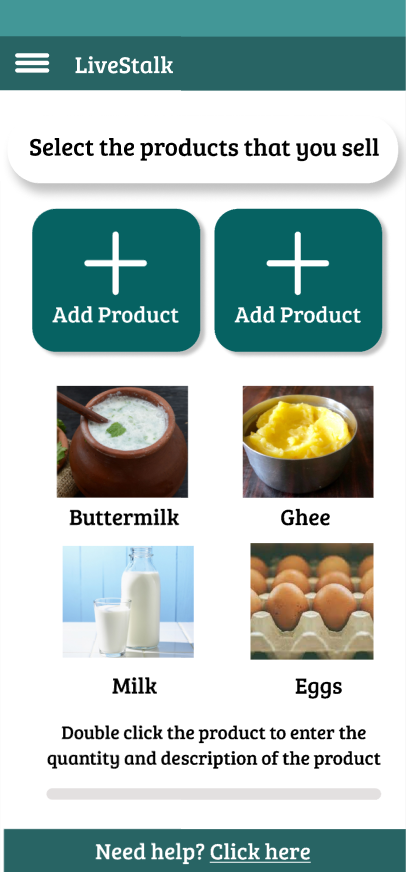 LiveStalk
Select the products that you sell
Add Product
Add Product
Buttermilk
Ghee
Milk
Eggs
Double click the product to enter the
quantity and description of the product
Need help? Click here